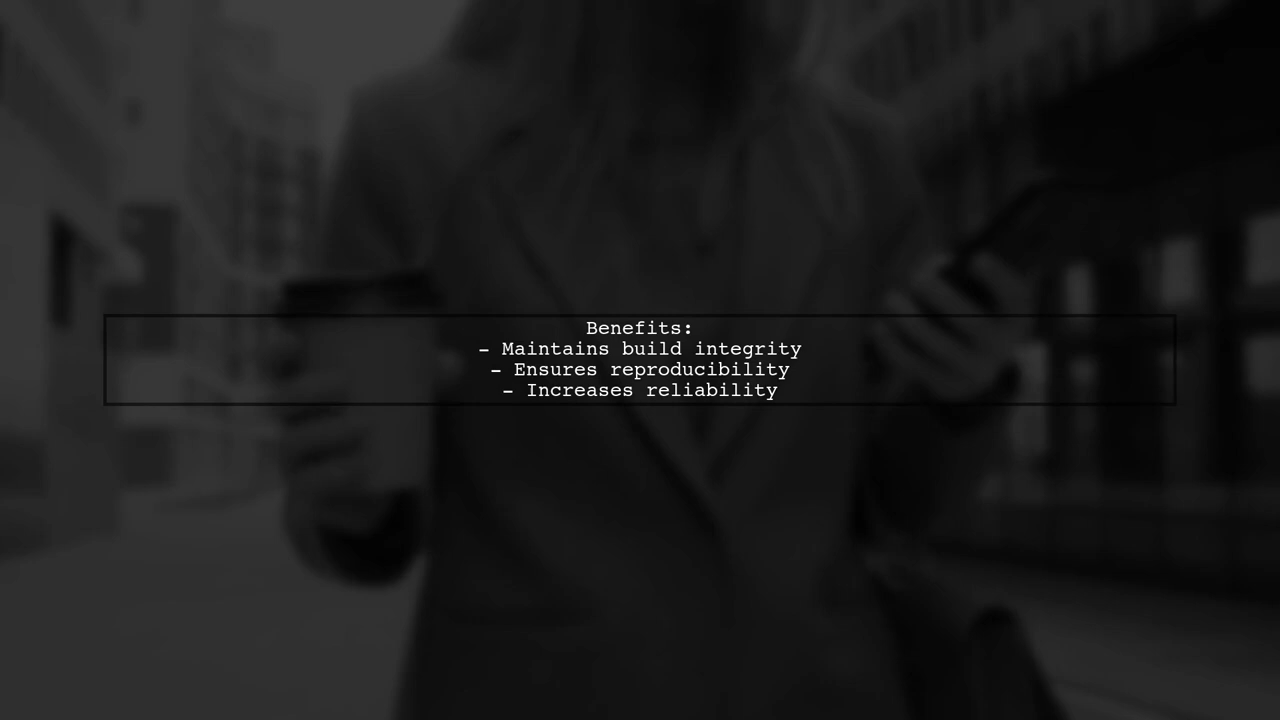 Benefits:
- Maintains build integrity
- Ensures reproducibility
- Increases reliability